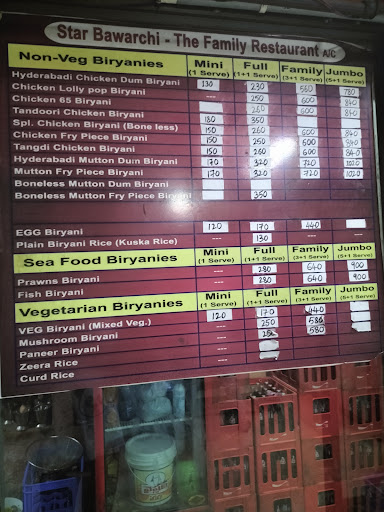 Star Bawarchi - The Family Restaurant A/C
Non-Veg Biryanies Mini (1 Serve) Full (1+1 Serve) Family (3+1 Serve) Jumbo (5+1 Serve)
Hyderabadi Chicken Dum Biryani 130 230 560
Chicken Lolly pop Biryani --- 250 600 780
Chicken 65 Biryani --- 250 600 840
Tandoori Chicken Biryani 260 600 840
Spl. Chicken Biryani (Bone less) 180 350
Chicken Fry Piece Biryani 150 250 600 840
Tangdi Chicken Biryani 150 250 600 840
Hyderabadi Mutton Dum Biryani 170 320 720 1020
Mutton Fry Piece Biryani 170 320 720 1020
Boneless Mutton Dum Biryani
Boneless Mutton Fry Piece Biryani 350
EGG Biryani 120 170 440
Plain Biryani Rice (Kuska Rice) --- 130 --- ---
Sea Food Biryanies Mini (1 Serve) Full (1+1 Serve) Family (3+1 Serve) Jumbo (5+1 Serve)
Prawns Biryani --- 280 640 900
Fish Biryani --- 280 640 900
Vegetarian Biryanies Mini (1 Serve) Full (1+1 Serve) Family (3+1 Serve) Jumbo (5+1 Serve)
VEG Biryani (Mixed Veg.) 120 170 440
Mushroom Biryani --- 250 580
Paneer Biryani --- 250 580
Zeera Rice ---
Curd Rice ---